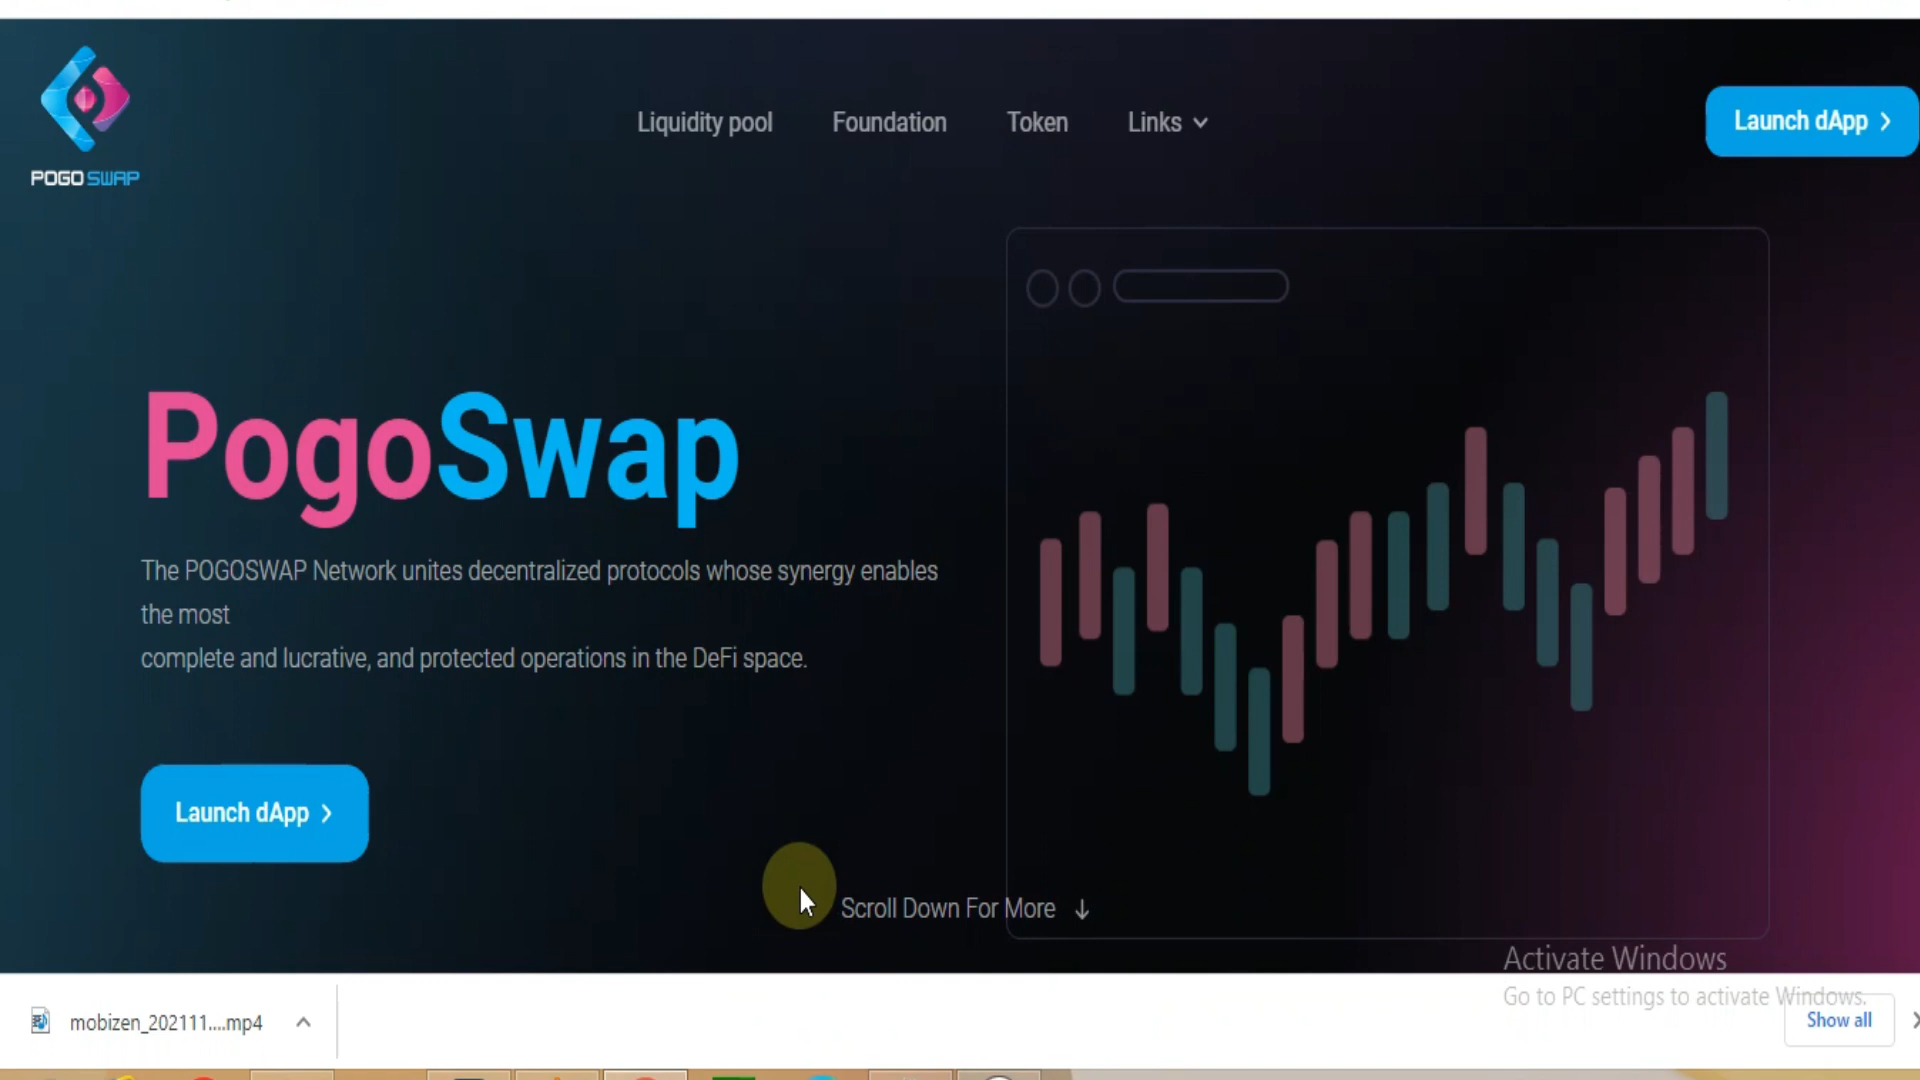 POGO SWAP
Liquidity pool
Foundation
Token
Links
Launch dApp
PogoSwap
The POGOSWAP Network unites decentralized protocols whose synergy enables
the most
complete and lucrative, and protected operations in the DeFi space.
Launch dApp
Scroll Down For More
Activate Windows
Go to PC settings to activate Windows.
mobizen_202111....mp4
Show all